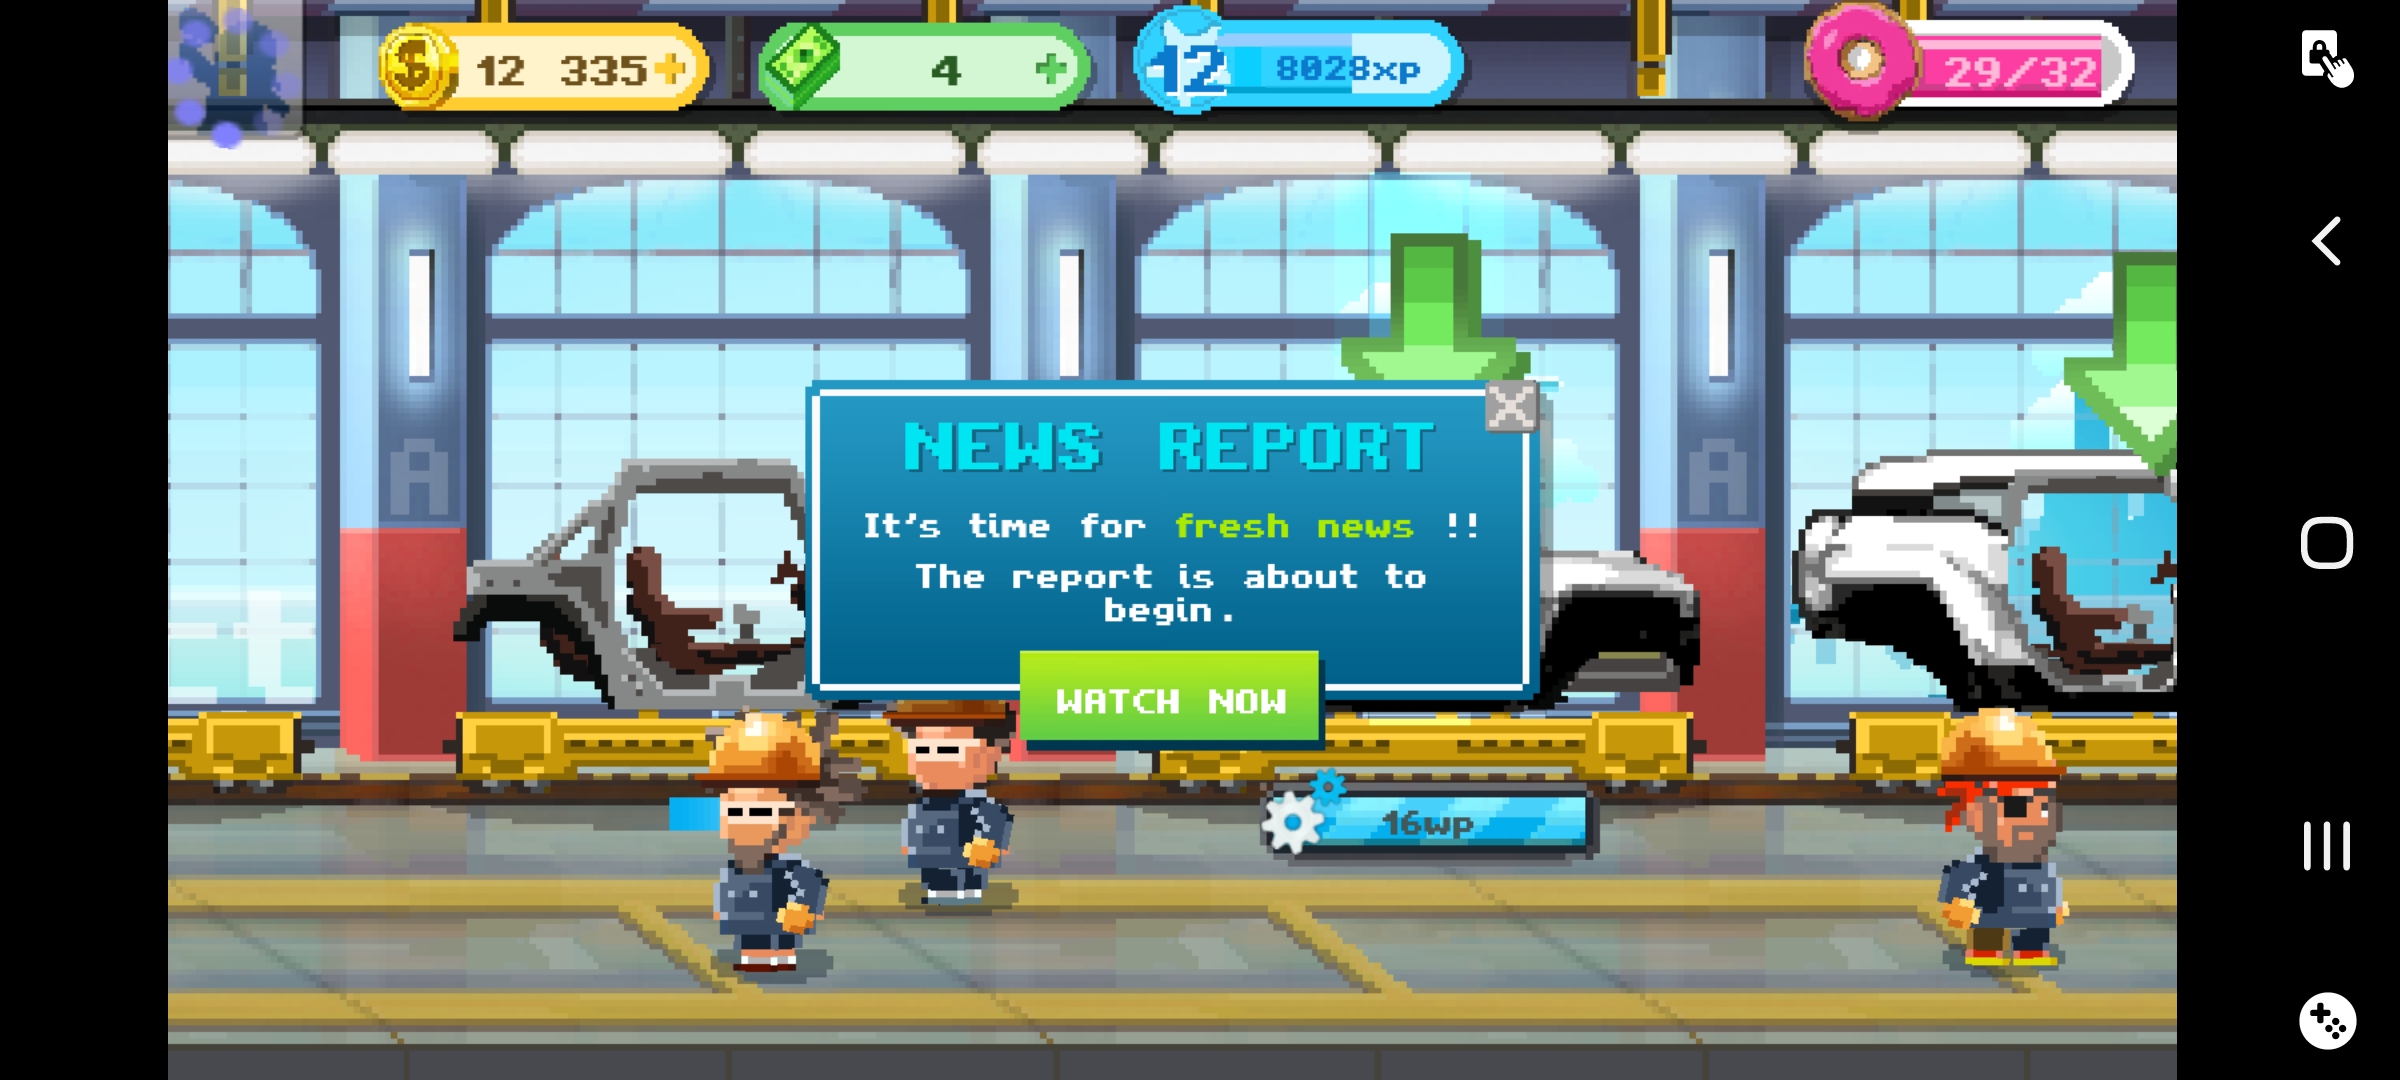 12 335+
4 +
12 8028xp
29/32
A
A
NEWS REPORT
It's time for fresh news !!
The report is about to
begin.
WATCH NOW
16wp